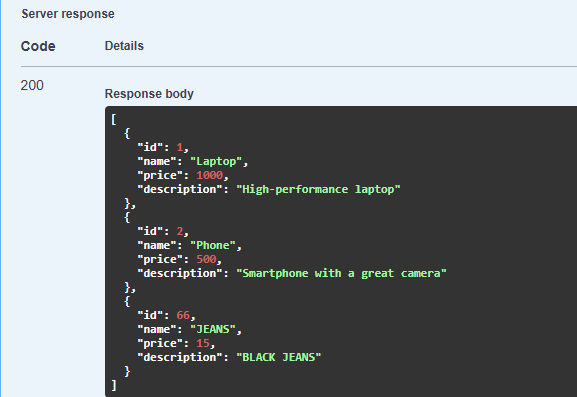 Server response
Code Details
200
Response body
[
  {
    "id": 1,
    "name": "Laptop",
    "price": 1000,
    "description": "High-performance laptop"
  },
  {
    "id": 2,
    "name": "Phone",
    "price": 500,
    "description": "Smartphone with a great camera"
  },
  {
    "id": 66,
    "name": "JEANS",
    "price": 15,
    "description": "BLACK JEANS"
  }
]